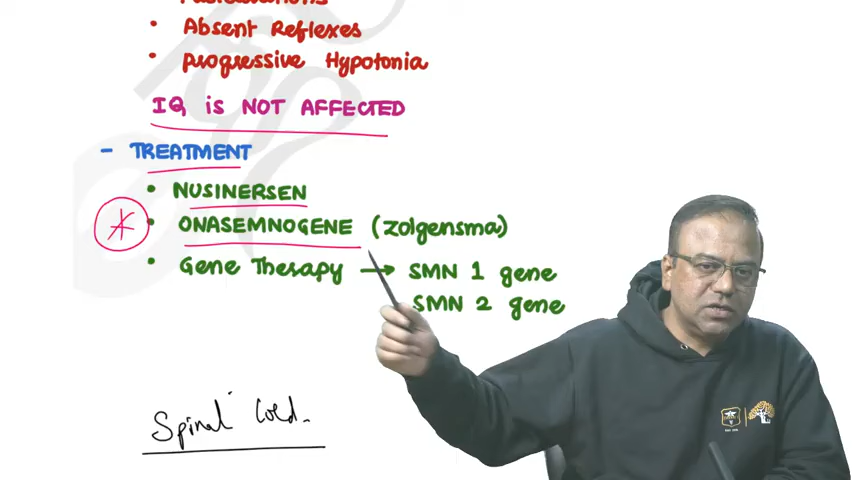 • Absent Reflexes
• progressive Hypotonia
IQ is NOT AFFECTED
- TREATMENT
• NUSINERSEN
• ONASEMNOGENE (zolgensma)
• Gene Therapy → SMN 1 gene
SMN 2 gene
Spinal Cord.